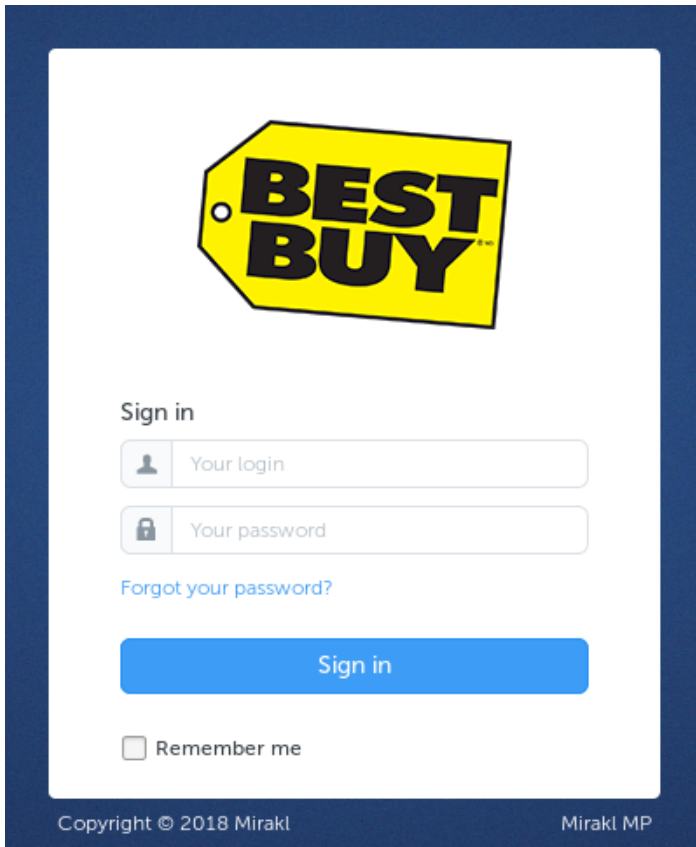 BEST
BUY
Sign in
Your login
Your password
Forgot your password?
Sign in
Remember me
Copyright © 2018 Mirakl
Mirakl MP